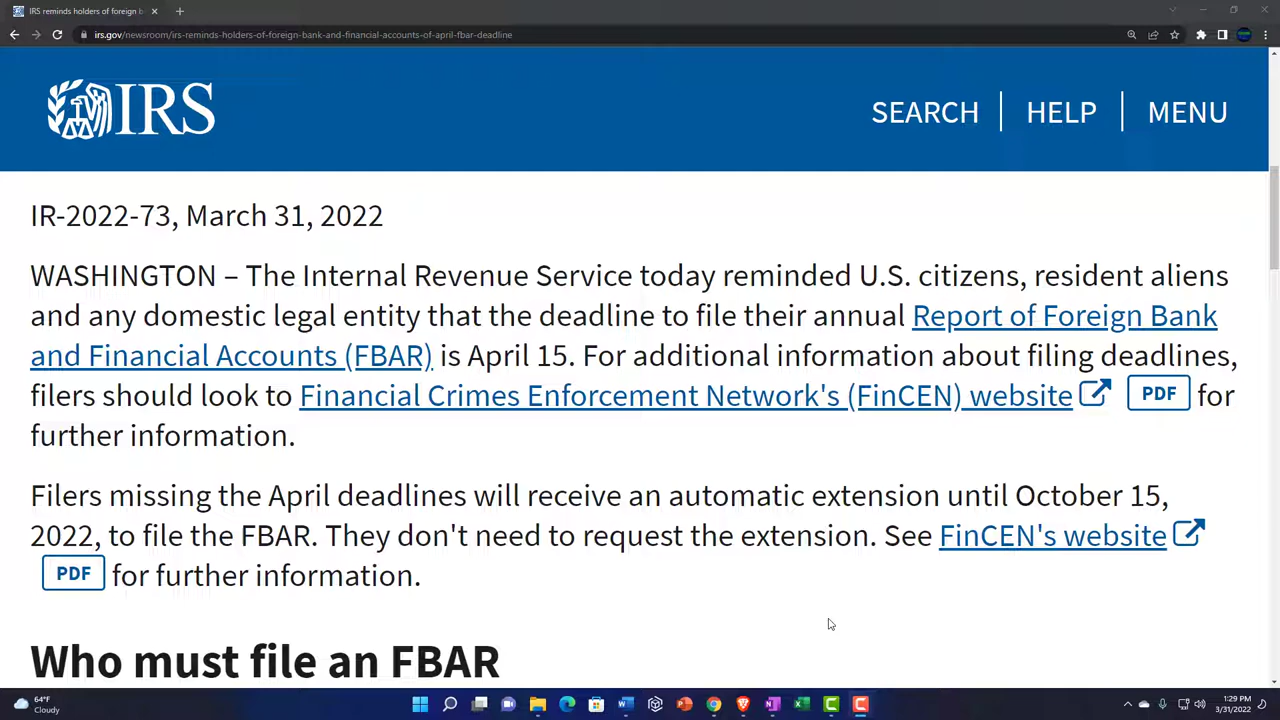 IRS reminds holders of foreign b
irs.gov/newsroom/irs-reminds-holders-of-foreign-bank-and-financial-accounts-of-april-fbar-deadline
IRS
SEARCH HELP MENU
IR-2022-73, March 31, 2022
WASHINGTON – The Internal Revenue Service today reminded U.S. citizens, resident aliens
and any domestic legal entity that the deadline to file their annual Report of Foreign Bank
and Financial Accounts (FBAR) is April 15. For additional information about filing deadlines,
filers should look to Financial Crimes Enforcement Network's (FinCEN) website PDF for
further information.
Filers missing the April deadlines will receive an automatic extension until October 15,
2022, to file the FBAR. They don't need to request the extension. See FinCEN's website
PDF for further information.
Who must file an FBAR
64°F
Cloudy
1:29 PM
3/31/2022